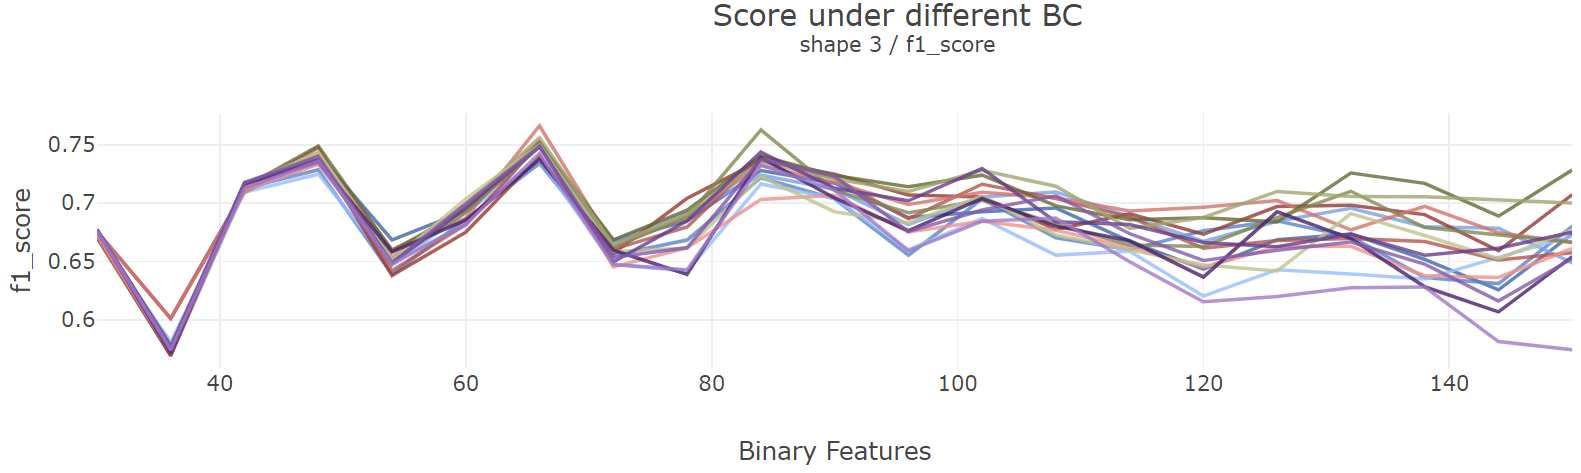 Score under different BC
shape 3 / f1_score
0.75
0.7
0.65
0.6
f1_score
40 60 80 100 120 140
Binary Features